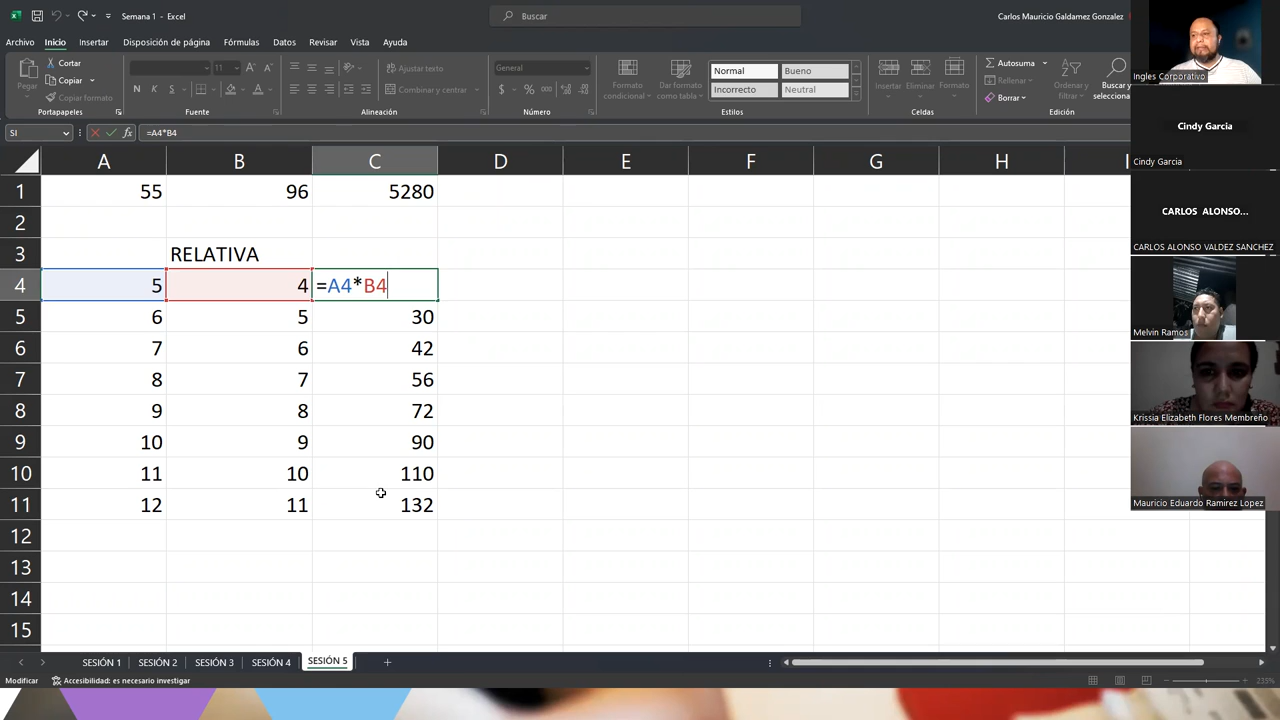 Semana 1 - Excel
Buscar
Carlos Mauricio Galdamez Gonzalez
Archivo Inicio Insertar Disposición de página Fórmulas Datos Revisar Vista Ayuda
Pegar
Cortar
Copiar
Copiar formato
Portapapeles
11
N K S
Fuente
Ajustar texto
Combinar y centrar
Alineación
General
$ %
Número
Formato condicional
Dar formato como tabla
Normal Bueno
Incorrecto Neutral
Estilos
Insertar Eliminar Formato
Celdas
Autosuma
Rellenar
Borrar
Ordenar y filtrar
Buscar y
selecciona
Edición
SI fx =A4*B4
A B C D E F G H I
1 55 96 5280
2
3 RELATIVA
4 5 4 =A4*B4
5 6 5 30
6 7 6 42
7 8 7 56
8 9 8 72
9 10 9 90
10 11 10 110
11 12 11 132
12
13
14
15
SESIÓN 1 SESIÓN 2 SESIÓN 3 SESIÓN 4 SESIÓN 5
Modificar Accesibilidad: es necesario investigar
235%
Ingles Corporativo
Cindy Garcia
Cindy Garcia
CARLOS ALONSO...
CARLOS ALONSO VALDEZ SANCHEZ
Melvin Ramos
Krissia Elizabeth Flores Membreño
Mauricio Eduardo Ramirez Lopez